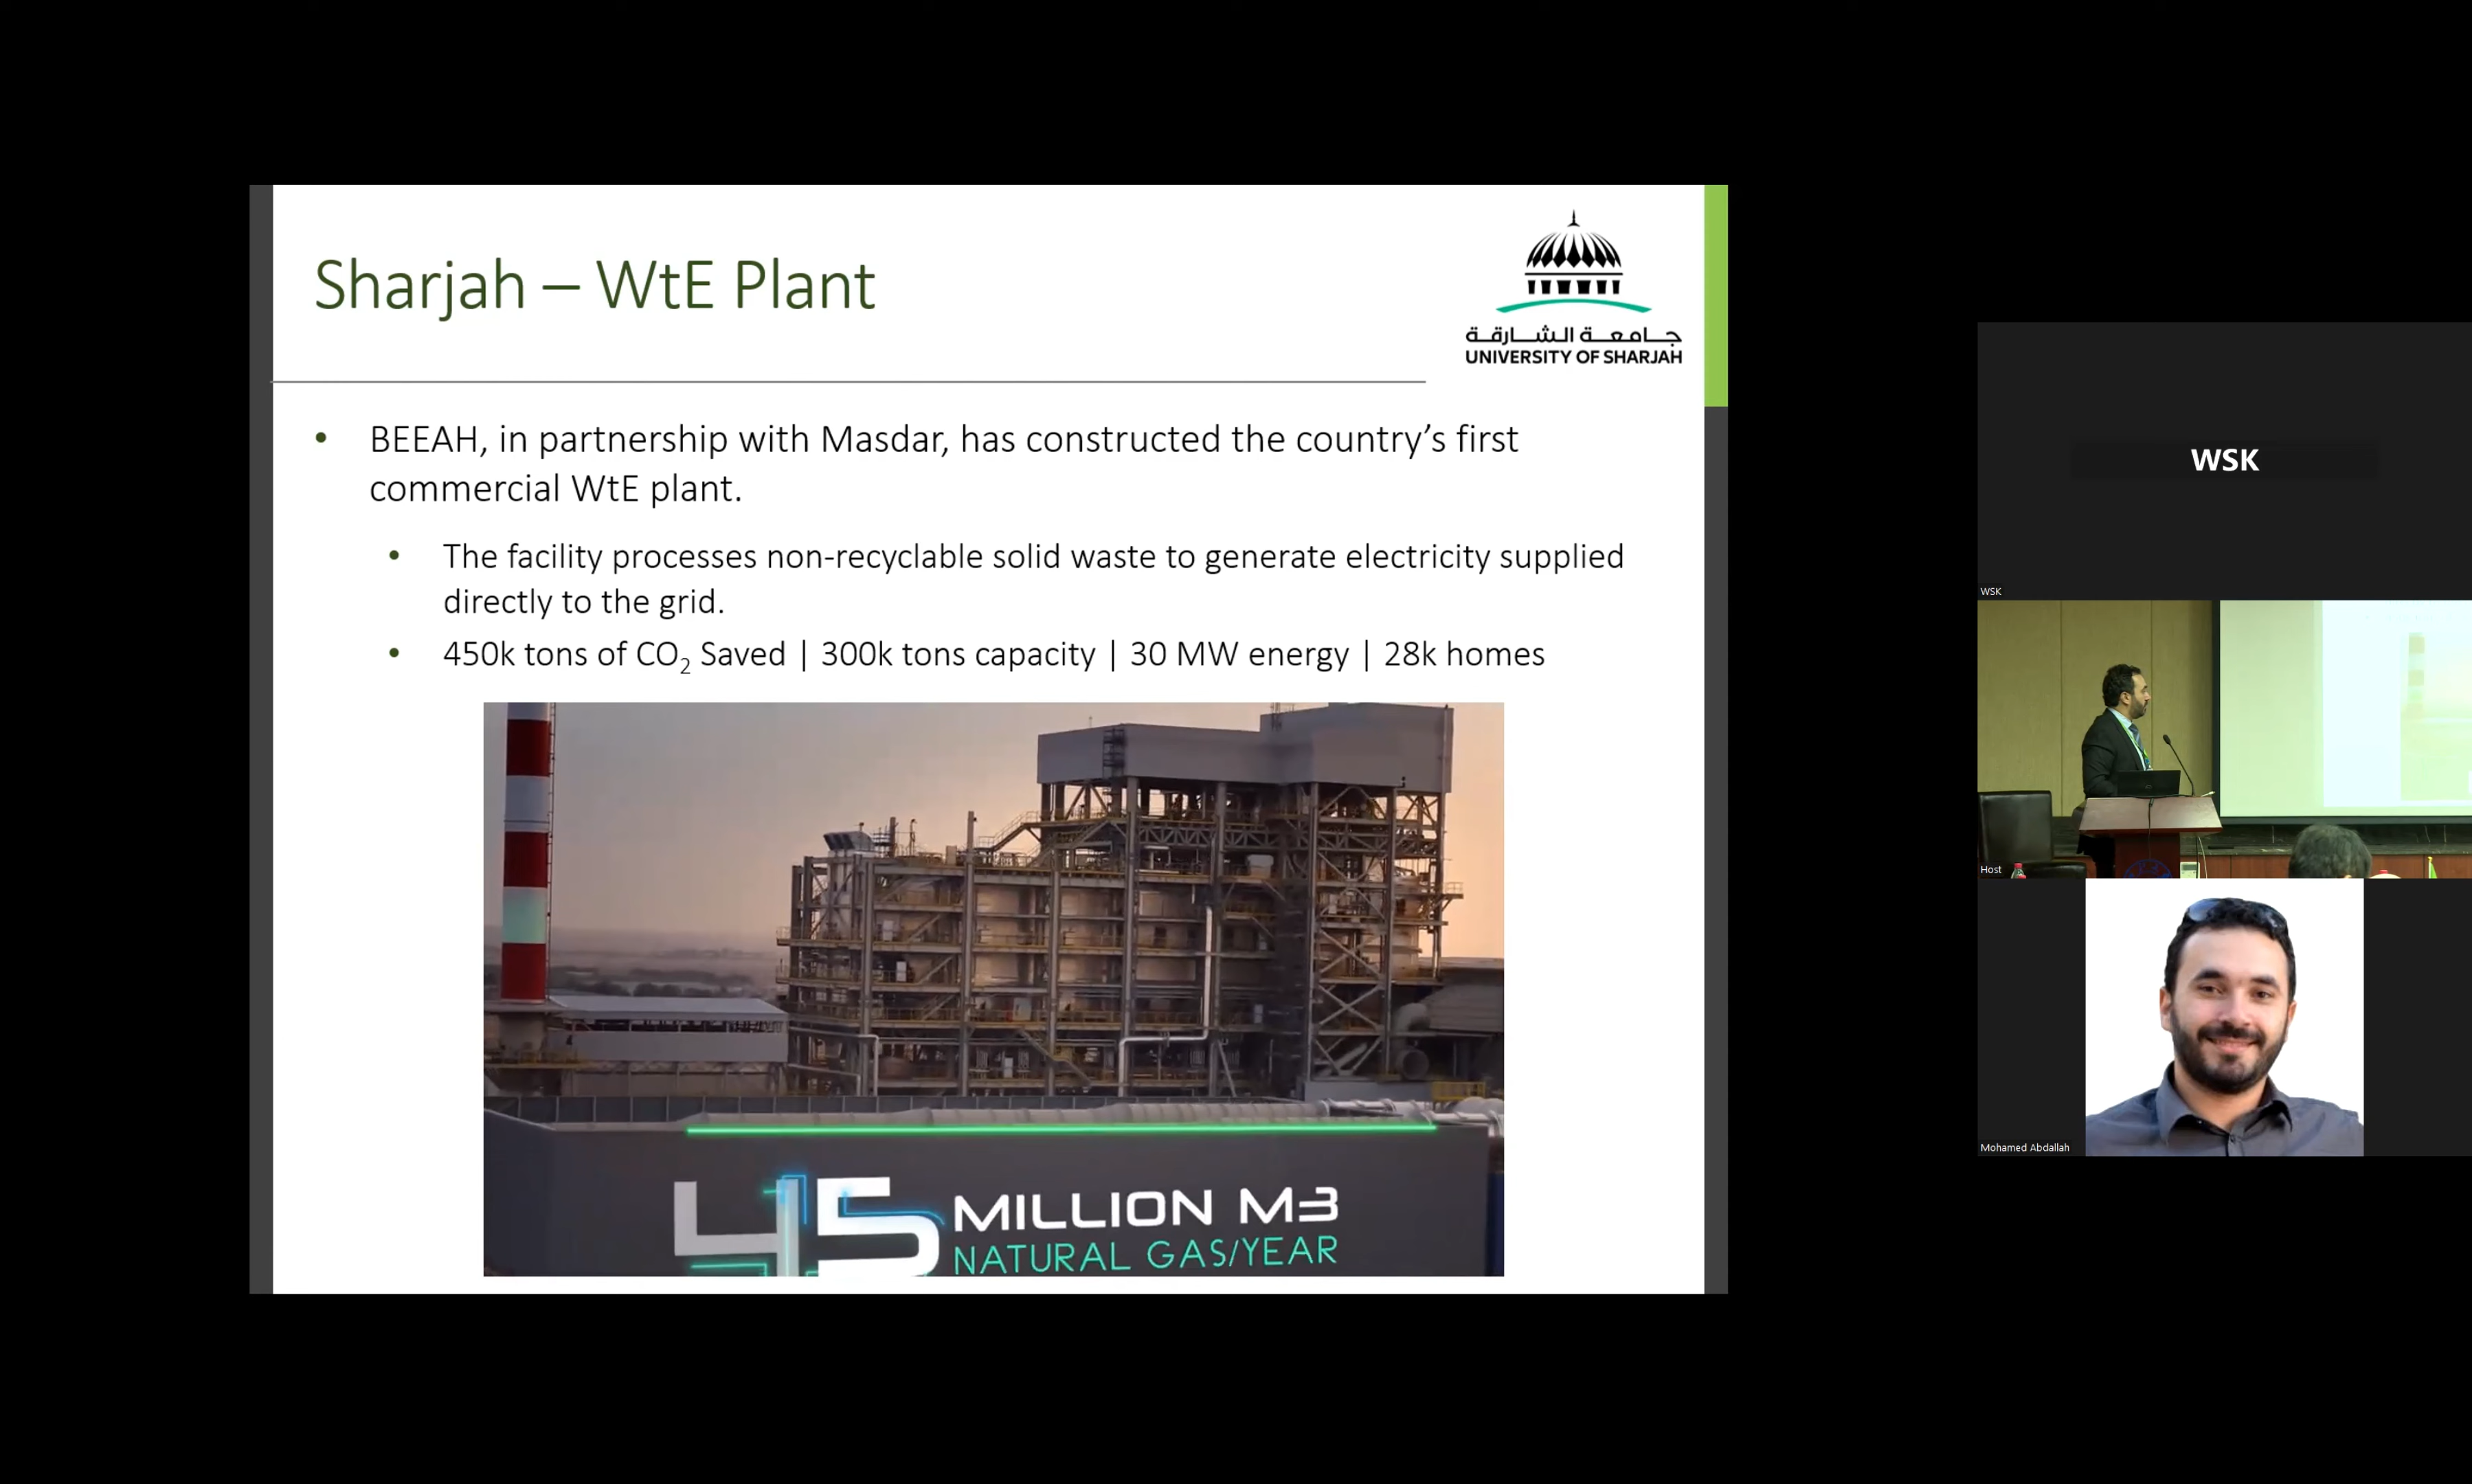 Sharjah – WtE Plant
جامعة الشارقة
UNIVERSITY OF SHARJAH
• BEEAH, in partnership with Masdar, has constructed the country’s first
commercial WtE plant.
• The facility processes non-recyclable solid waste to generate electricity supplied
directly to the grid.
• 450k tons of CO₂ Saved | 300k tons capacity | 30 MW energy | 28k homes
45 MILLION M3
NATURAL GAS/YEAR
WSK
WSK
Host
Mohamed Abdallah